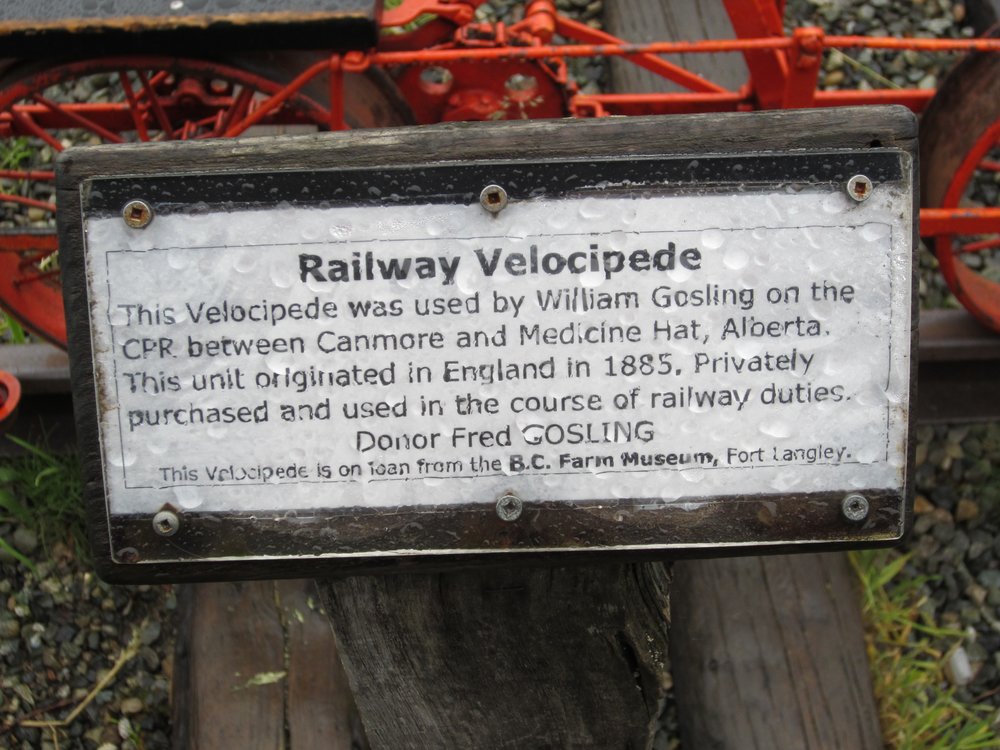 Railway Velocipede
This Velocipede was used by William Gosling on the
CPR between Canmore and Medicine Hat, Alberta.
This unit originated in England in 1885. Privately
purchased and used in the course of railway duties.
Donor Fred GOSLING
This Velocipede is on loan from the B.C. Farm Museum, Fort Langley.